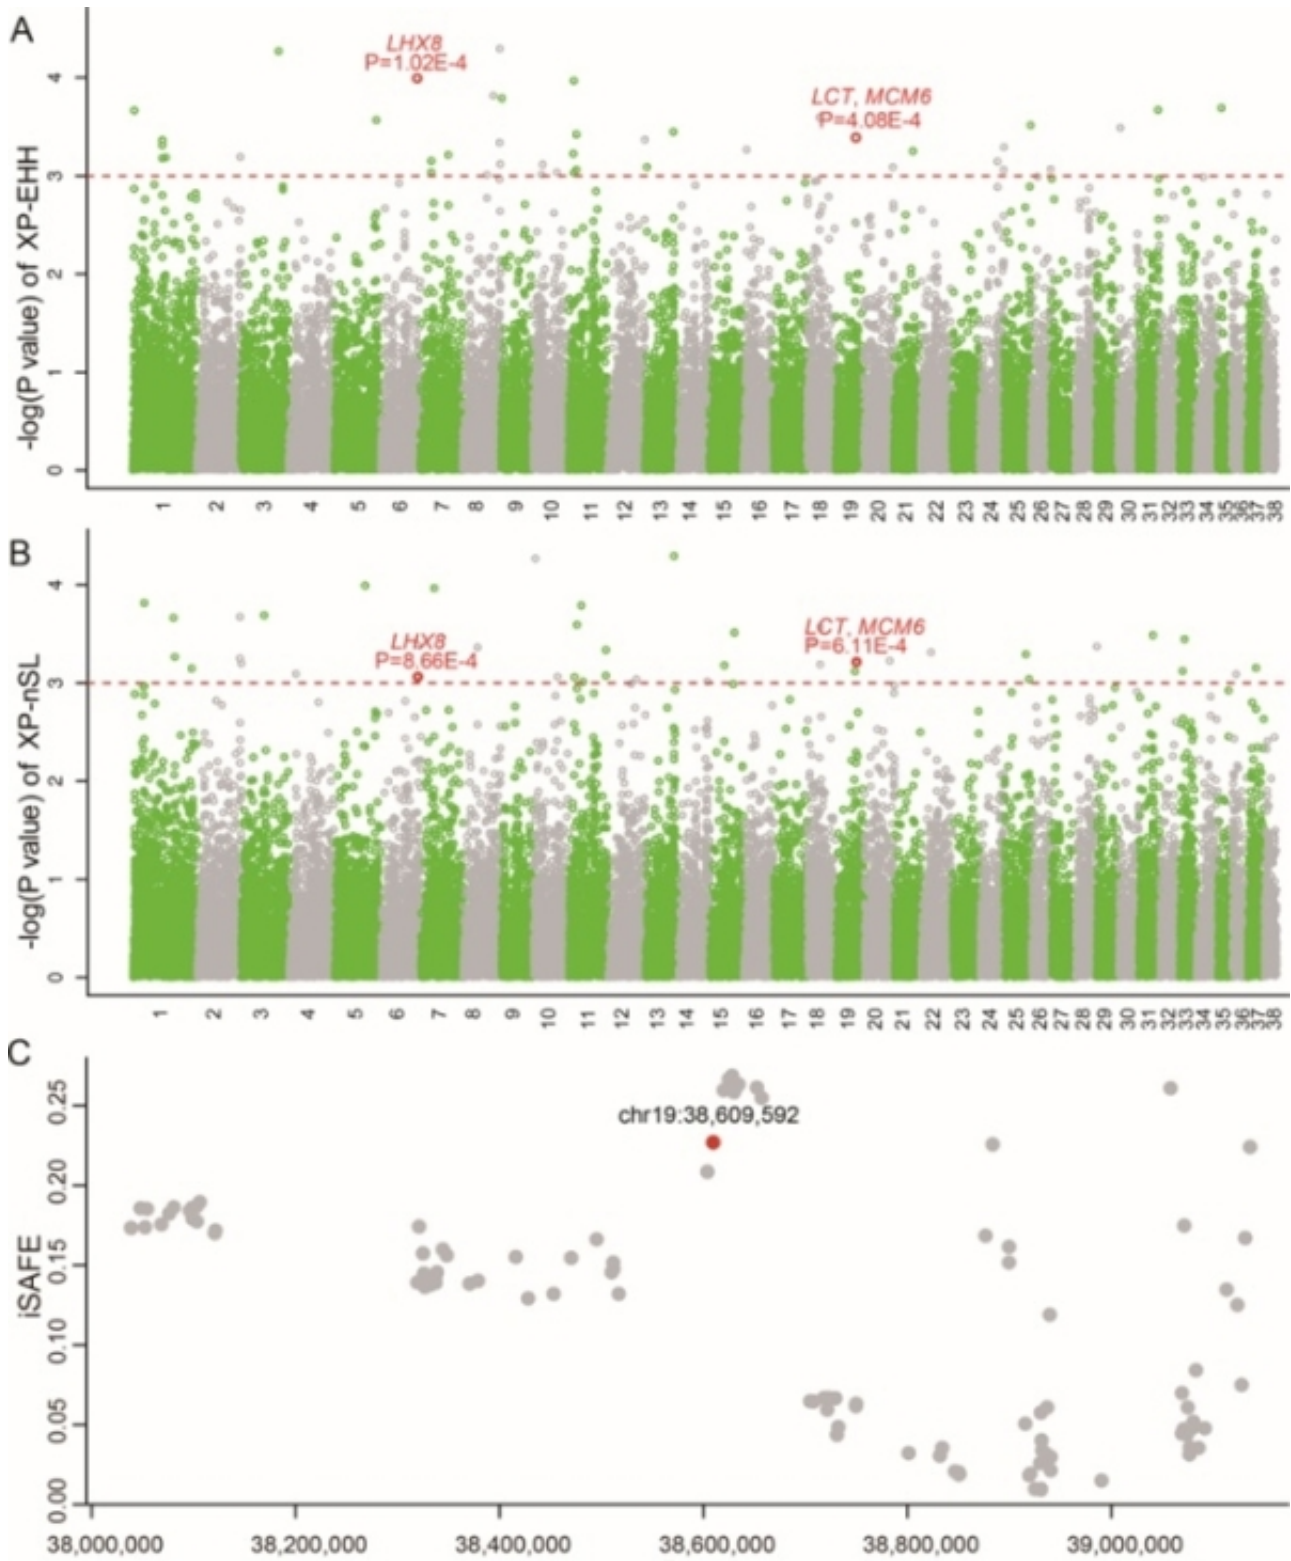 A
-log(P value) of XP-EHH
4
3
2
1
0
LHX8
P=1.02E-4
LCT, MCM6
P=4.08E-4
1 2 3 4 5 6 7 8 9 10 11 12 13 14 15 16 17 18 19 20 21 22 23 24 25 26 27 28 29 30 31 32 33 34 35 36 37 38
B
-log(P value) of XP-nSL
4
3
2
1
0
LHX8
P=8.66E-4
LCT, MCM6
P=6.11E-4
1 2 3 4 5 6 7 8 9 10 11 12 13 14 15 16 17 18 19 20 21 22 23 24 25 26 27 28 29 30 31 32 33 34 35 36 37 38
C
iSAFE
0.25
0.20
0.15
0.10
0.05
0.00
chr19:38,609,592
38,000,000 38,200,000 38,400,000 38,600,000 38,800,000 39,000,000